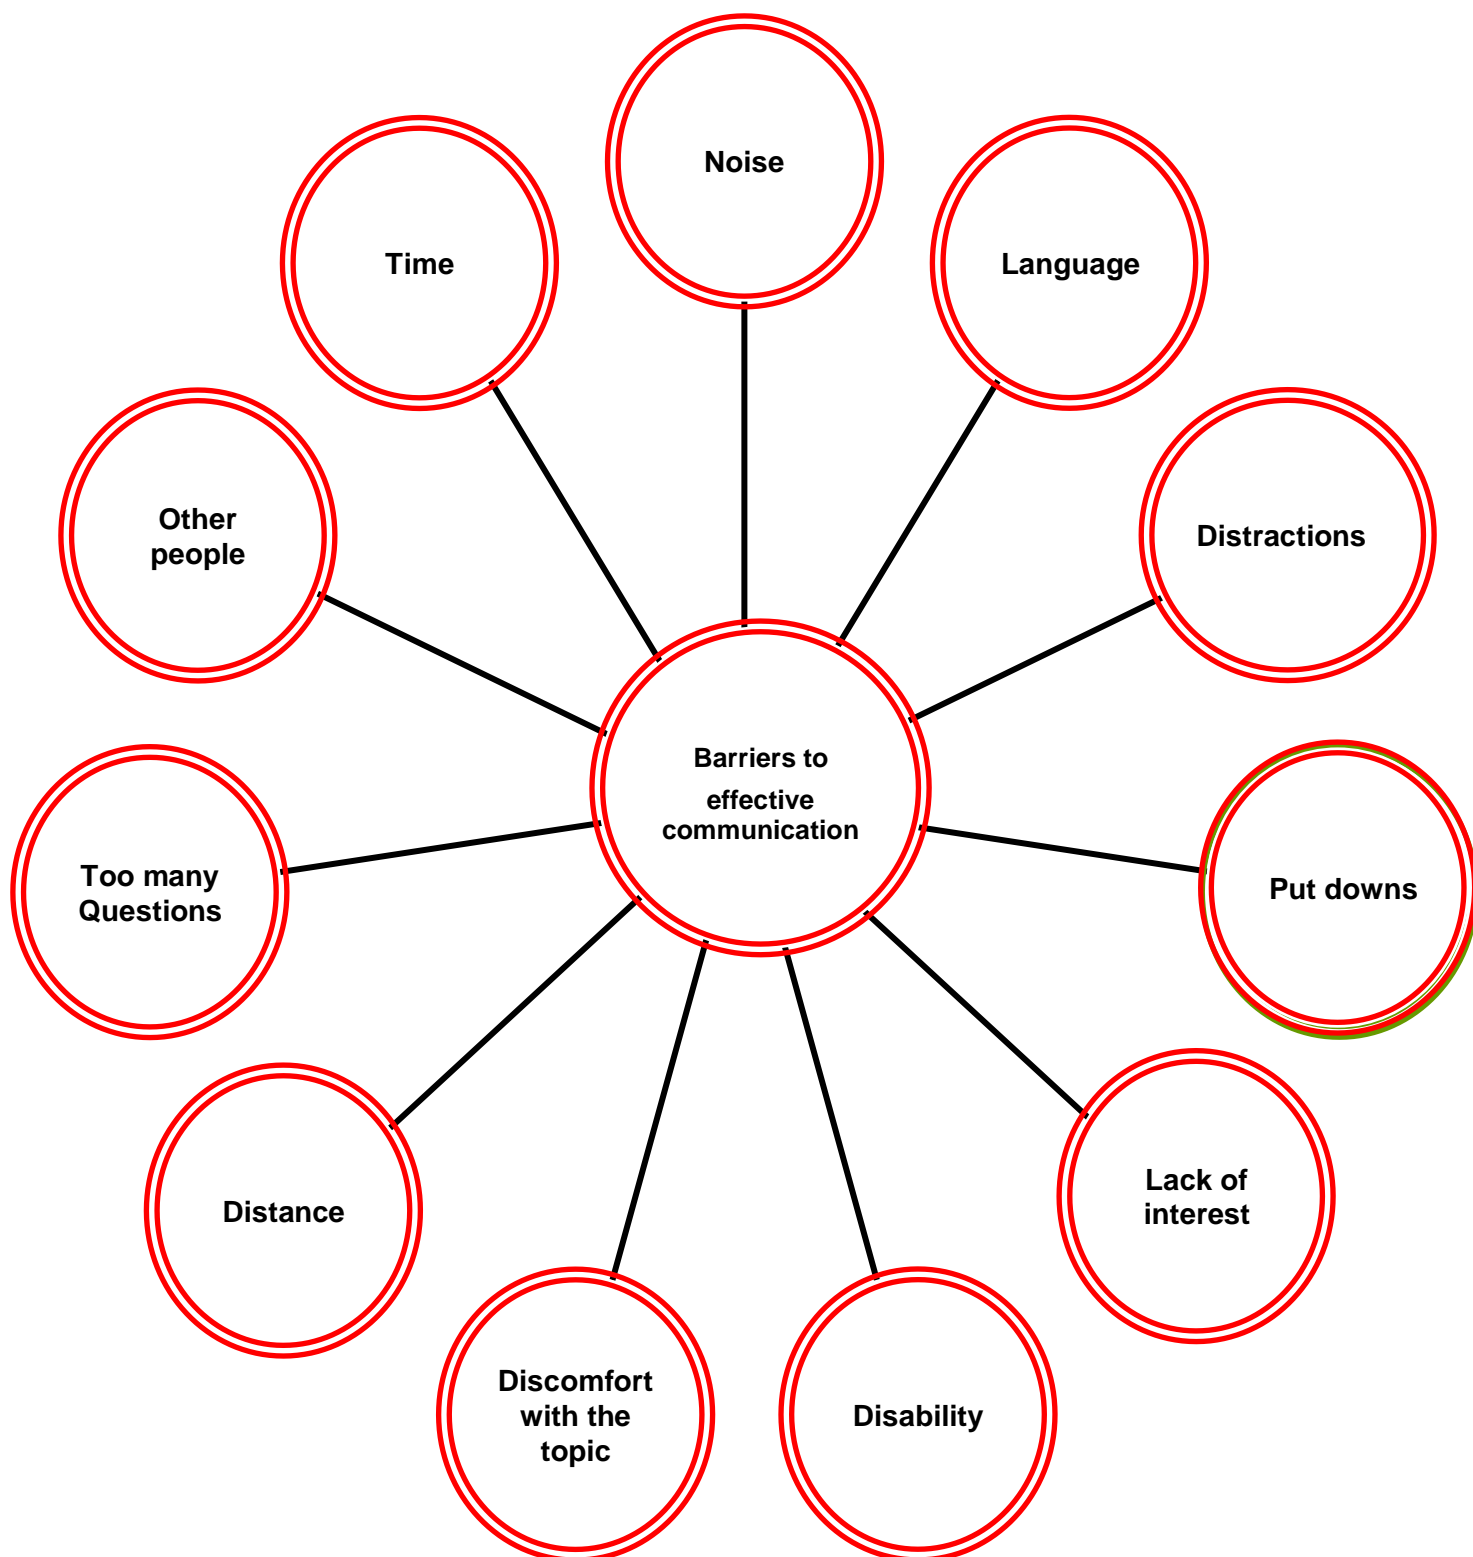 Noise
Time
Language
Other
people
Distractions
Barriers to
effective
communication
Too many
Questions
Put downs
Distance
Lack of
interest
Discomfort
with the
topic
Disability